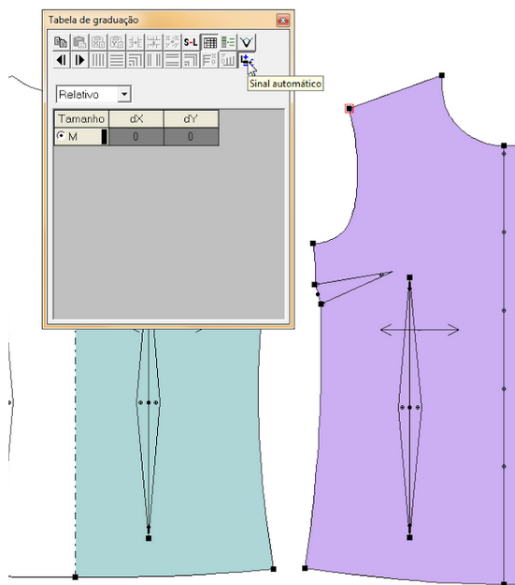 Tabela de graduação
S-L
Sinal automático
Relativo
Tamanho dX dY
M 0 0